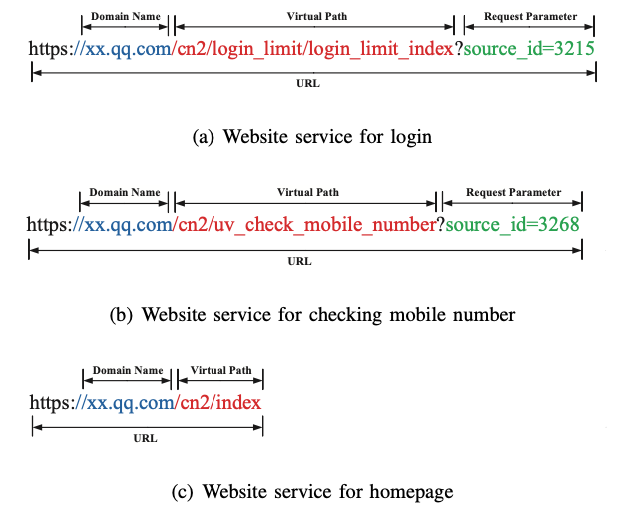 Domain Name Virtual Path Request Parameter
https://xx.qq.com/cn2/login_limit/login_limit_index?source_id=3215
URL
(a) Website service for login
Domain Name Virtual Path Request Parameter
https://xx.qq.com/cn2/uv_check_mobile_number?source_id=3268
URL
(b) Website service for checking mobile number
Domain Name Virtual Path
https://xx.qq.com/cn2/index
URL
(c) Website service for homepage